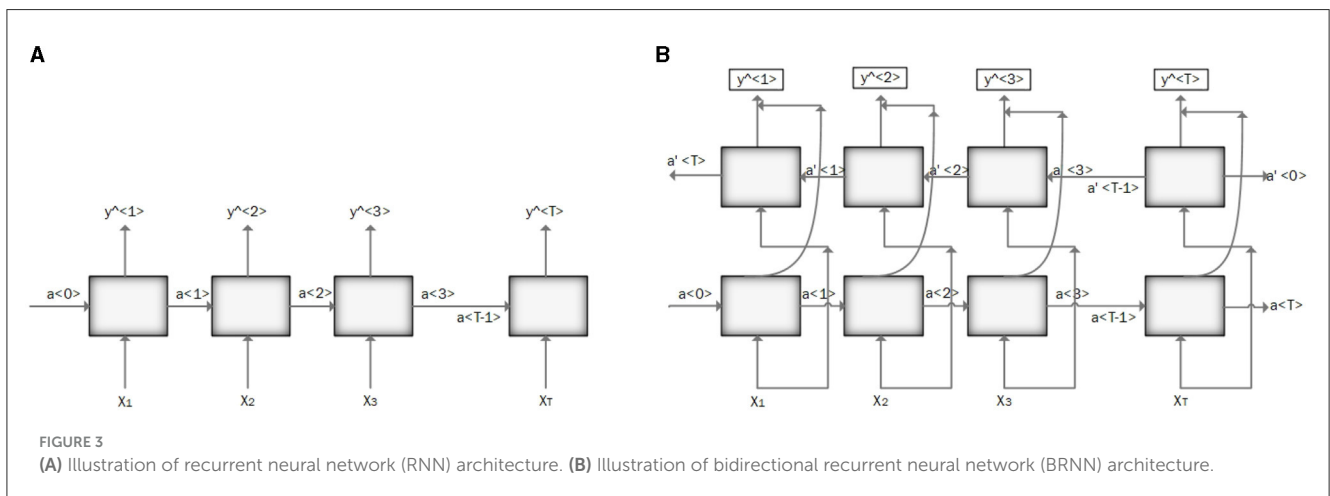 A
y^<1> y^<2> y^<3> y^<T>
a<0> a<1> a<2> a<3> a<T-1>
X1 X2 X3 XT
B
y^<1> y^<2> y^<3> y^<T>
a' <T> a' <1> a' <2> a' <3> a' <T-1> a' <0>
a<0> a<1> a<2> a<3> a<T-1> a<T>
X1 X2 X3 XT
FIGURE 3
(A) Illustration of recurrent neural network (RNN) architecture. (B) Illustration of bidirectional recurrent neural network (BRNN) architecture.